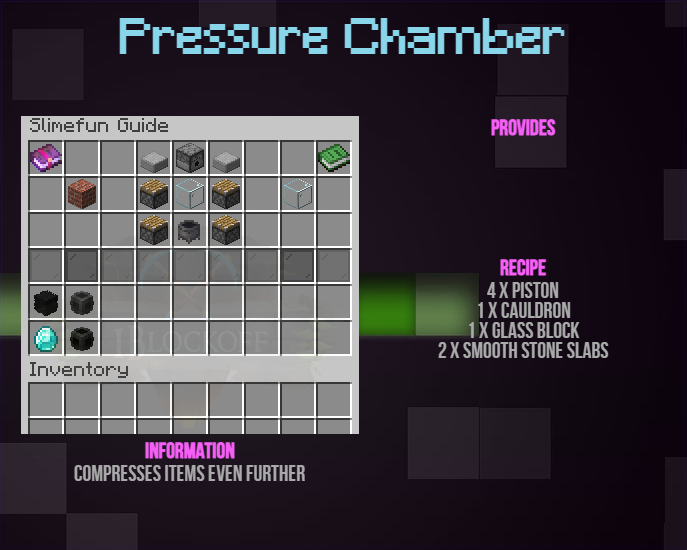 Pressure Chamber
Slimefun Guide
PROVIDES
RECIPE
4 X PISTON
1 X CAULDRON
1 X GLASS BLOCK
2 X SMOOTH STONE SLABS
JBLOCKOFF
Inventory
INFORMATION
COMPRESSES ITEMS EVEN FURTHER